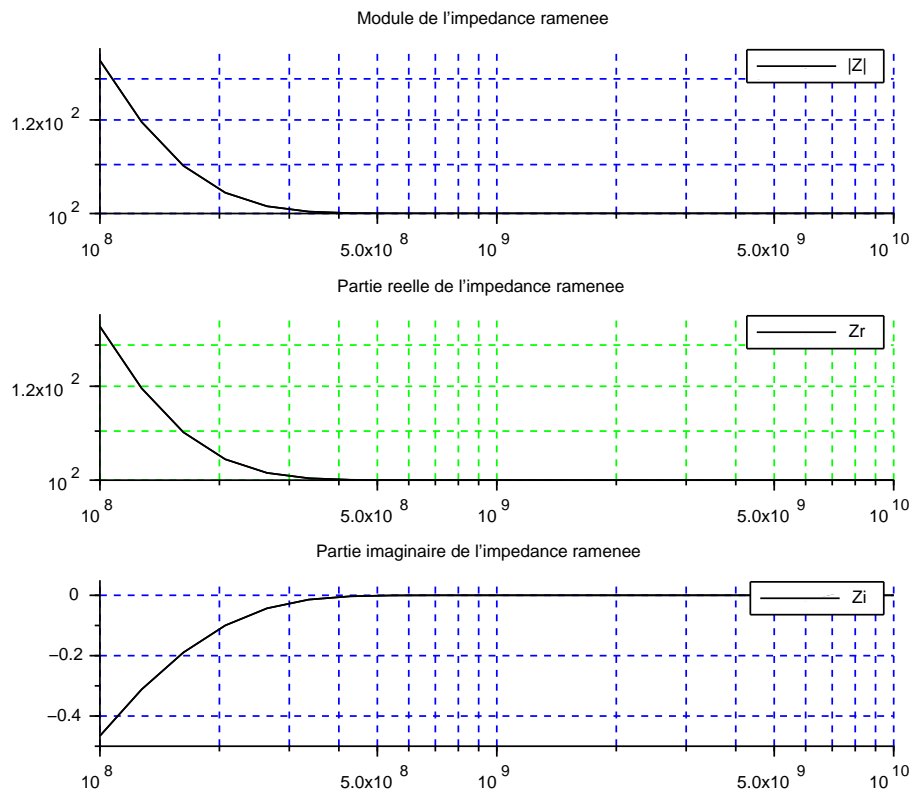 Module de l'impedance ramenee
|Z|
1.2x10 2
10 2
10 8
5.0x10 8
10 9
5.0x10 9
10 10
Partie reelle de l'impedance ramenee
Zr
1.2x10 2
10 2
10 8
5.0x10 8
10 9
5.0x10 9
10 10
Partie imaginaire de l'impedance ramenee
Zi
0
−0.2
−0.4
10 8
5.0x10 8
10 9
5.0x10 9
10 10